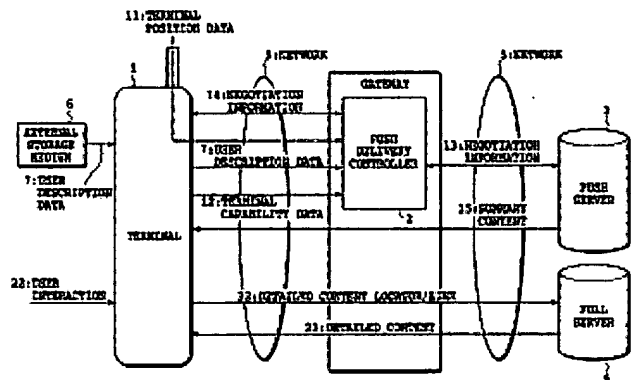 11:TERMINAL
POSITION DATA
1
5:NETWORK
5:NETWORK
6
14:NEGOTIATION
INFORMATION
GATEWAY
3
EXTERNAL
STORAGE
MEDIUM
PUSH
DELIVERY
CONTROLLER
13:NEGOTIATION
INFORMATION
7:USER
DESCRIPTION DATA
7:USER
DESCRIPTION
DATA
PUSH
SERVER
12:TERMINAL
CAPABILITY DATA
2
15:SUMMARY
CONTENT
TERMINAL
22:USER
INTERACTION
DETAILED CONTENT
PULL
SERVER
DETAILED CONTENT
4